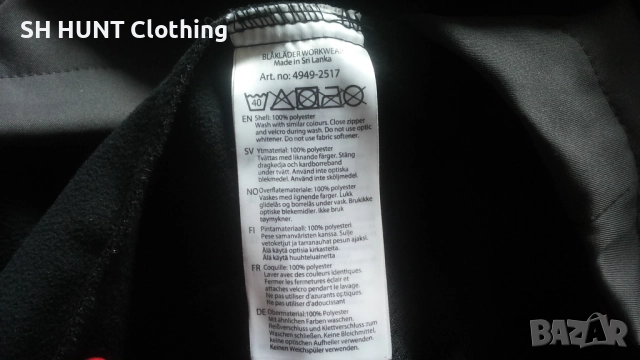 SH HUNT Clothing
BLÅKLÄDER WORKWEAR
Made in Sri Lanka
Art. no: 4949-2517
40
EN Shell: 100% polyester
Wash with similar colours. Close zipper
and velcro during wash. Do not use optic
whitener. Do not use fabric softener.
SV Ytmaterial: 100% polyester
Tvättas med liknande färger. Stäng
dragkedja och kardborreband
under tvätt. Använd inte optiskt
blekmedel. Använd inte sköljmedel.
NO Overflatemateriale: 100% polyester
Vaskes med lignende farger. Lukk
glidelås og borrelås under vask. Brukikke
optiske blekemidler. ikke bruk
tøymykner.
FI Pintamateriaali: 100% polyesteri
Pese samanväristen kanssa. Sulje
vetoketjut ja tarranauhat pesun ajaksi.
Älä käytä optisia kirkasteita.
Älä käytä huuhteluainetta
FR Coquille: 100% polyester
Laver avec des couleurs identiques.
Fermer les fermetures éclair et
attaches velcro pendant le lavage.
Ne pas utiliser d'azurants optiques
Ne pas utiliser d'adoucissant.
DE Obermaterial: 100% Polyester
ähnlichen Farben waschen.
Reißverschluss und Klettverschluss zum
Waschen schließen. Keine Bleichmittel,
keine optischen Aufheller verwenden.
Keinen Weichspüler verwenden.
BAZAR